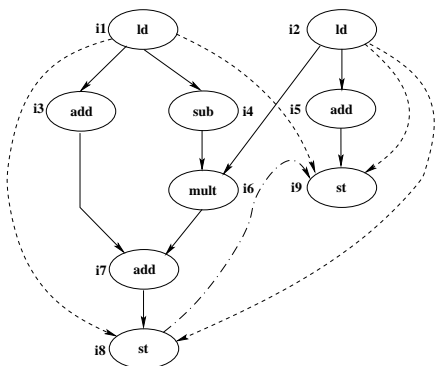 i1 ld i2 ld
i3 add sub i4 i5 add
mult i6 i9 st
i7 add
i8 st